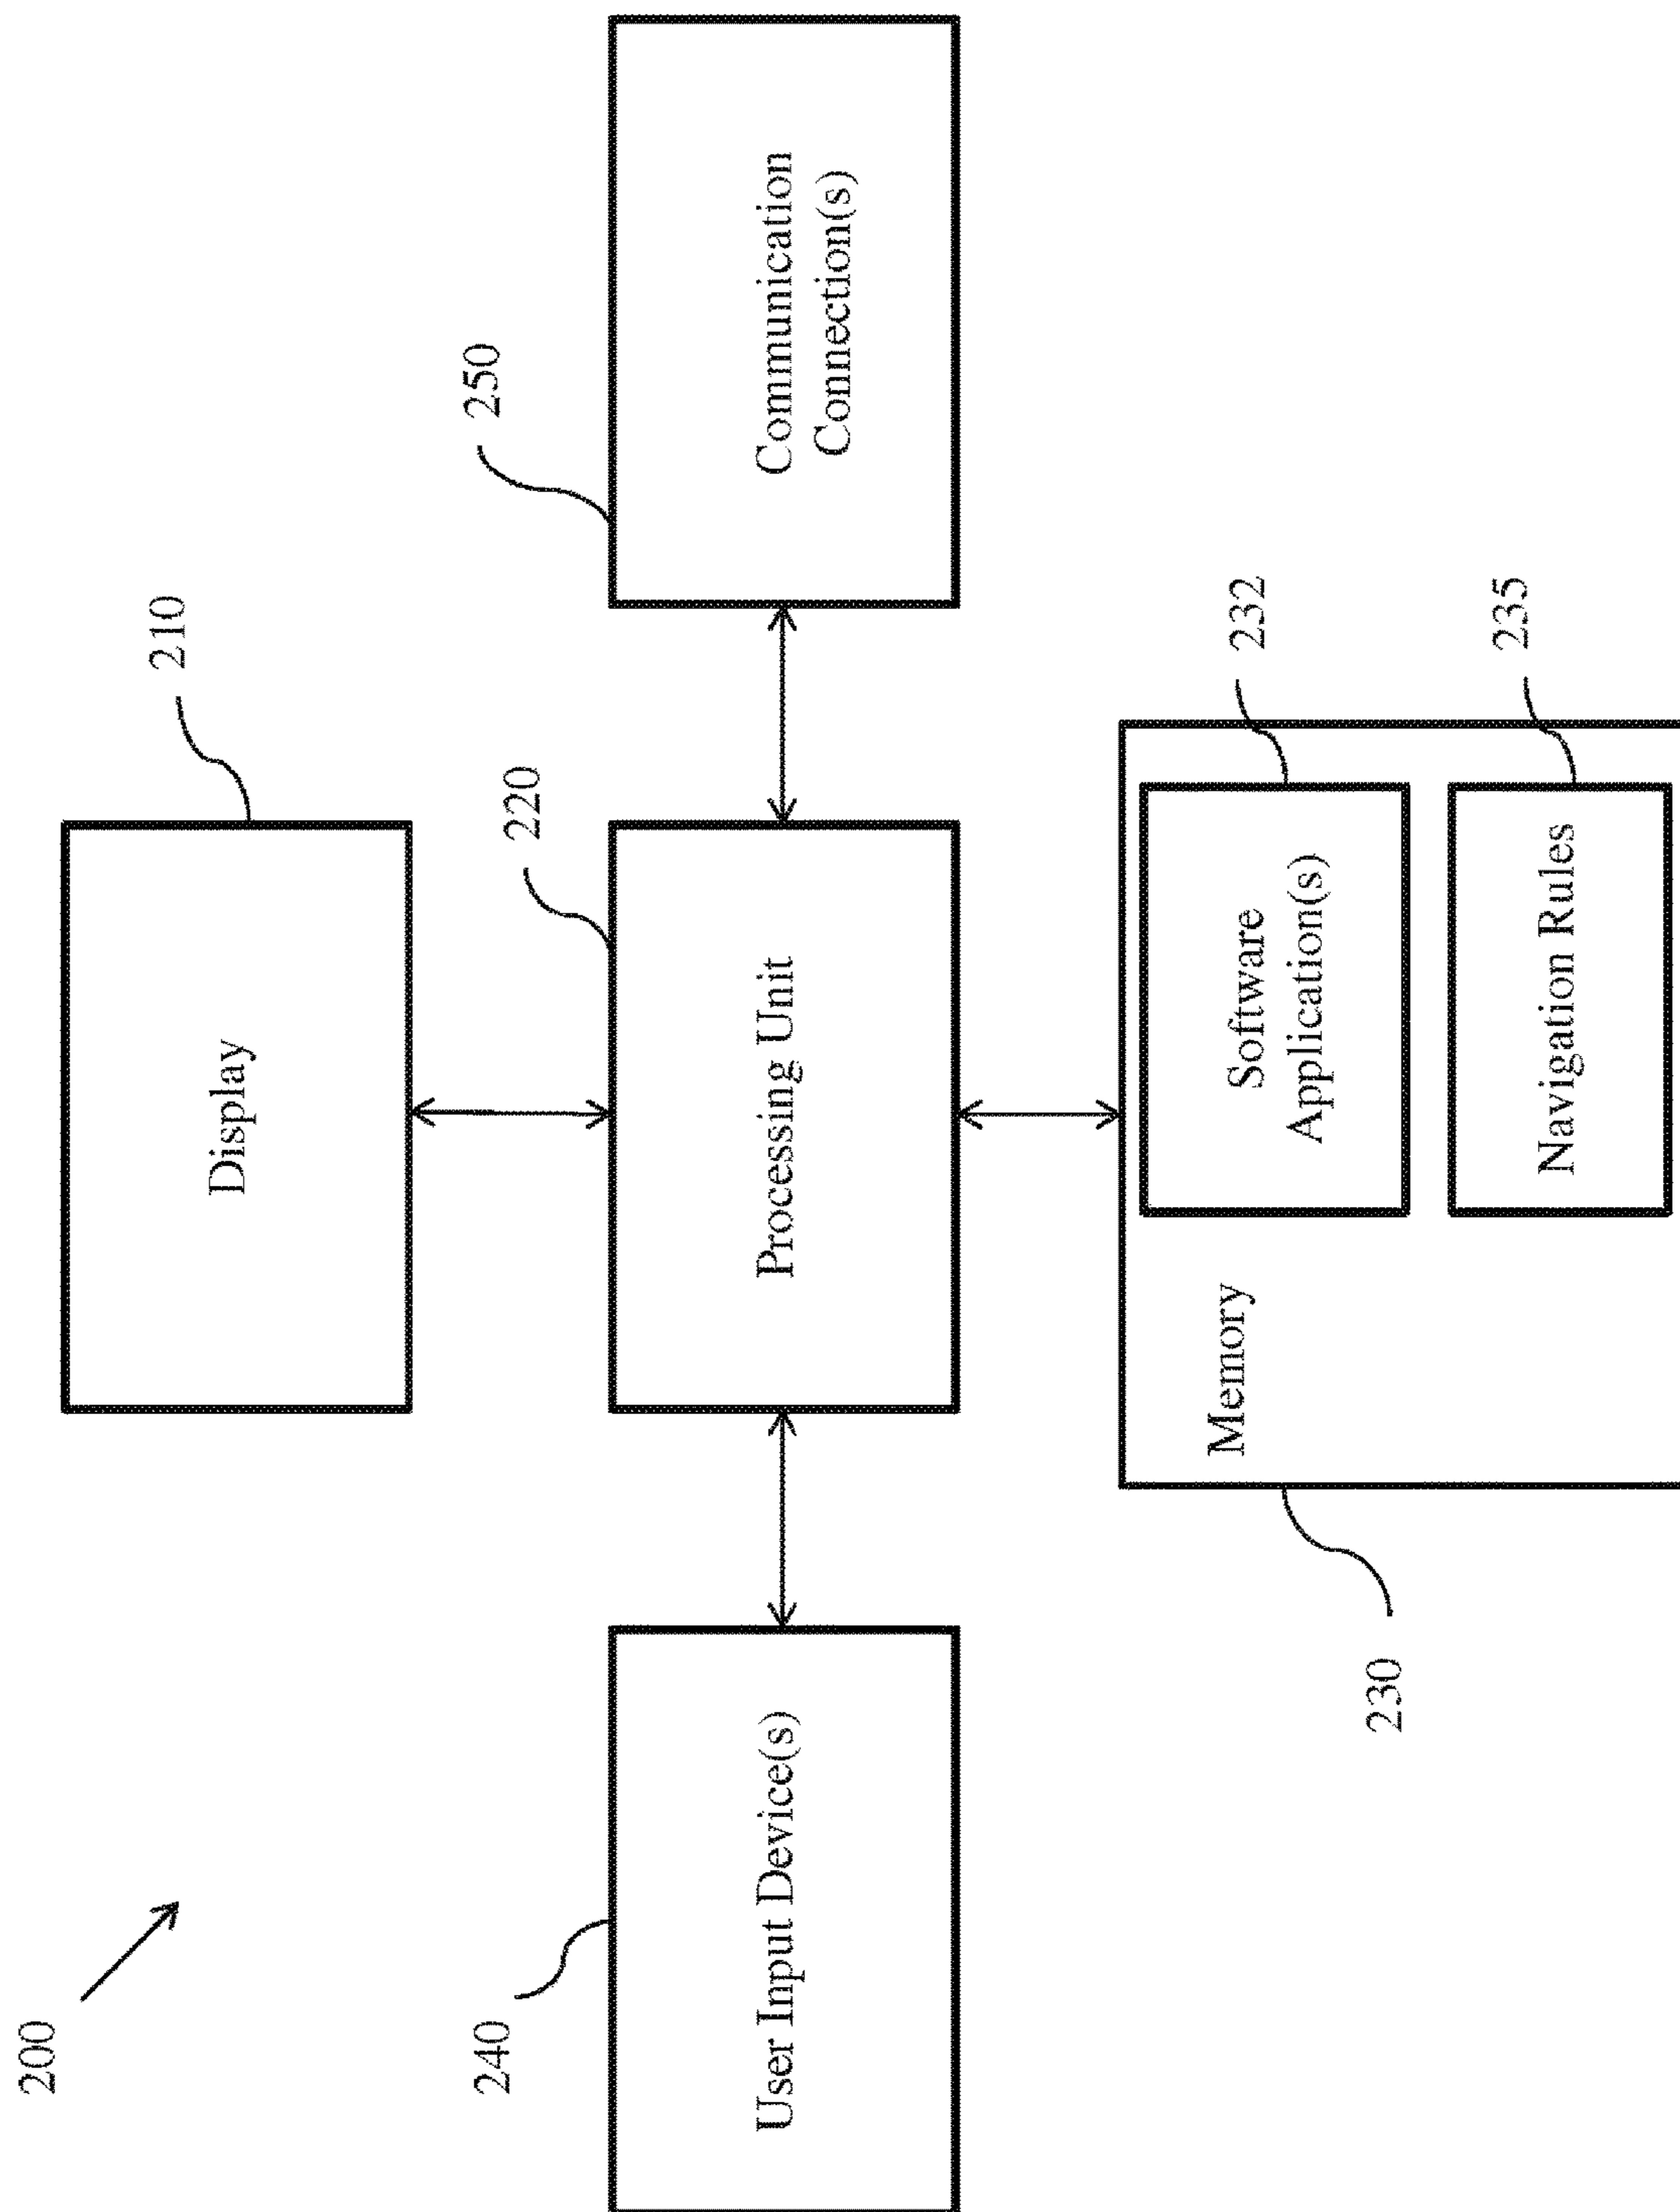 200
210
Display
220
Processing Unit
240
User Input Device(s)
250
Communication
Connection(s)
230
Memory
Software
Application(s)
232
Navigation Rules
235